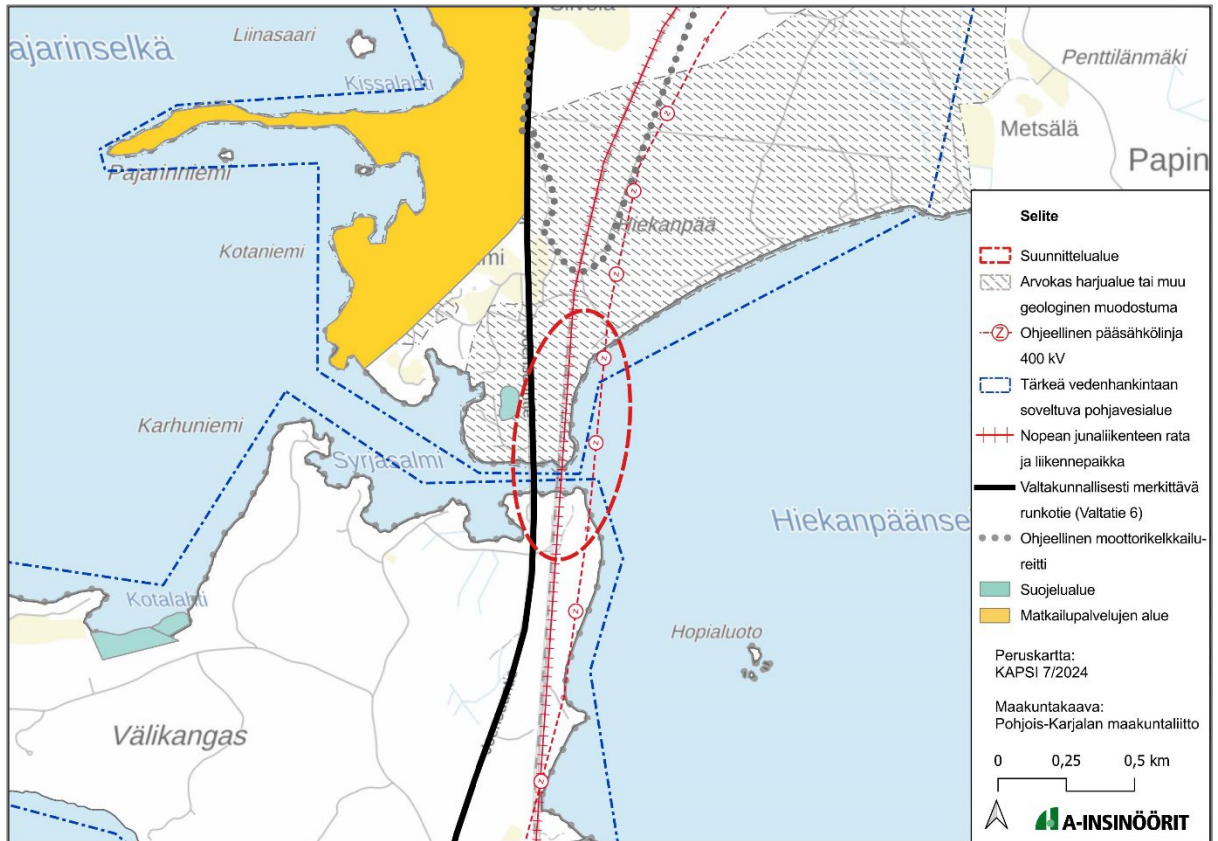 Liinasaari
ajarinselkä
Kissalahti
Penttilänmäki
Metsälä
Papin
Pajarinniemi
Hiekanpää
Kotaniemi
Karhuniemi
Syrjäsalmi
Hiekanpäänsel
Kotalahti
Hopialuoto
Välikangas
Selite
Suunnittelualue
Arvokas harjualue tai muu
geologinen muodostuma
Ohjeellinen pääsähkölinja
400 kV
Tärkeä vedenhankintaan
soveltuva pohjavesialue
Nopean junaliikenteen rata
ja liikennepaikka
Valtakunnallisesti merkittävä
runkotie (Valtatie 6)
Ohjeellinen moottorikelkkailu-
reitti
Suojelualue
Matkailupalvelujen alue
Peruskartta:
KAPSI 7/2024
Maakuntakaava:
Pohjois-Karjalan maakuntaliitto
0 0,25 0,5 km
A-INSINÖÖRIT